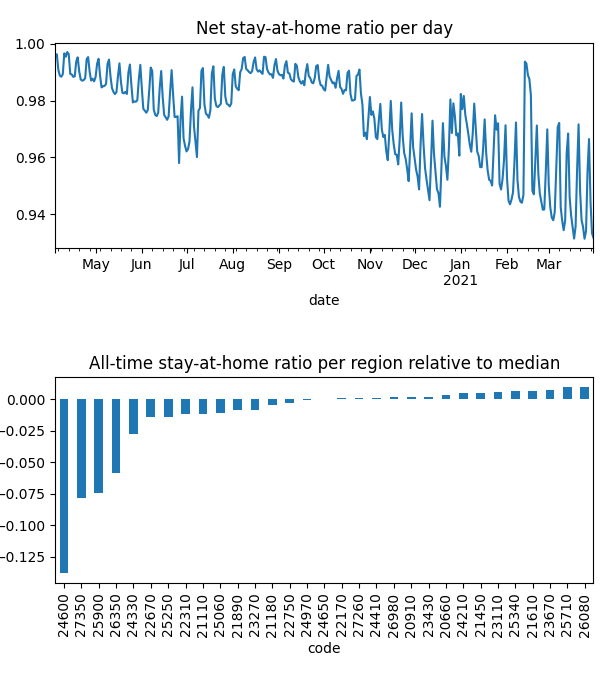 Net stay-at-home ratio per day
1.00
0.98
0.96
0.94
May Jun Jul Aug Sep Oct Nov Dec Jan Feb Mar
2021
date
All-time stay-at-home ratio per region relative to median
0.000
−0.025
−0.050
−0.075
−0.100
−0.125
24600 27350 25900 26350 24330 22670 25250 22310 21110 25060 21890 23270 21180 22750 24970 24650 22170 27260 24410 26980 20910 23430 20660 24210 21450 23110 25340 21610 23670 25710 26080
code